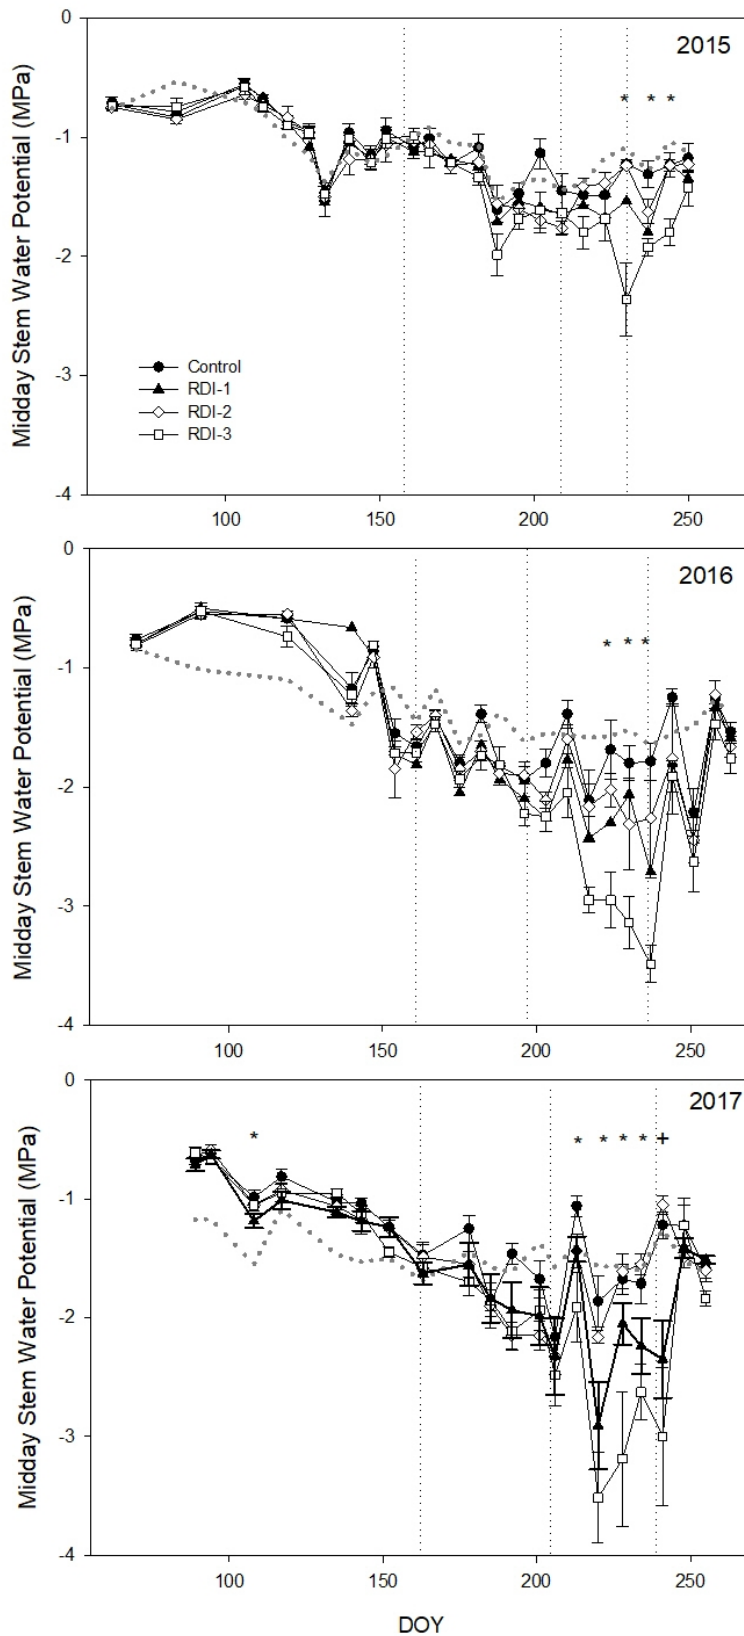 Midday Stem Water Potential (MPa)
0
-1
-2
-3
-4
2015
* * *
Control
RDI-1
RDI-2
RDI-3
100 150 200 250
Midday Stem Water Potential (MPa)
0
-1
-2
-3
-4
2016
* * *
100 150 200 250
Midday Stem Water Potential (MPa)
0
-1
-2
-3
-4
2017
* * * * * +
100 150 200 250
DOY